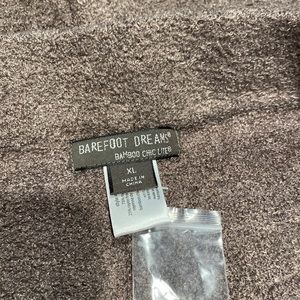 BAREFOOT DREAMS®
BAMBOO CHIC LITE®
XL
MADE IN
CHINA